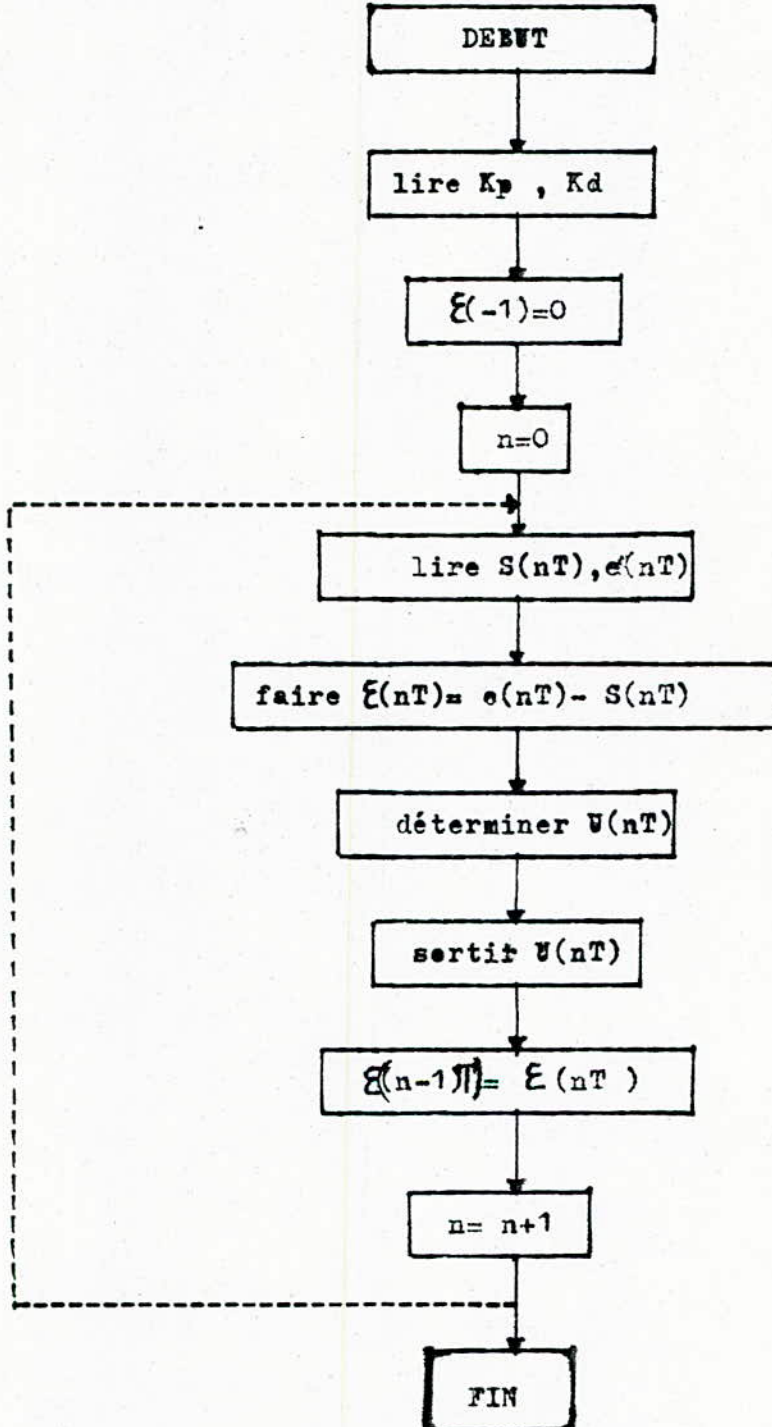 DEBUT
lire Kp , Kd
ℰ(-1)=0
n=0
lire S(nT),e(nT)
faire ℰ(nT)= e(nT)- S(nT)
déterminer U(nT)
sortir U(nT)
ℰ[(n-1)T]= ℰ(nT )
n= n+1
FIN